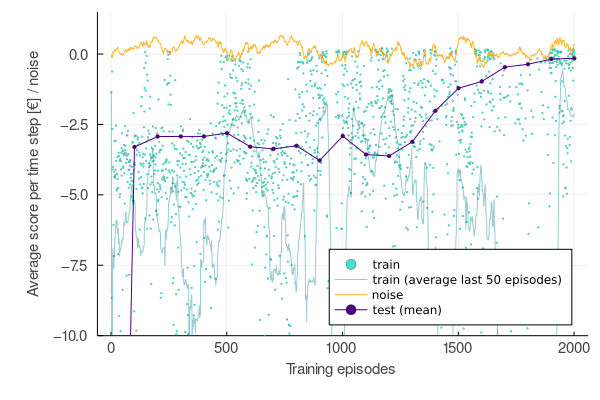 Average score per time step [€] / noise
0.0
−2.5
−5.0
−7.5
−10.0
0
500
1000
1500
2000
Training episodes
train
train (average last 50 episodes)
noise
test (mean)